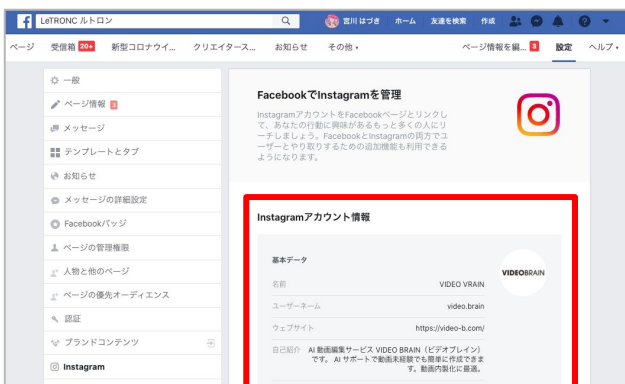 LeTRONC ルトロン
宮川 はづき ホーム 友達を検索 作成
ページ 受信箱 20+ 新型コロナウイ... クリエイタース... お知らせ その他 ページ情報を編... 3 設定 ヘルプ
一般
ページ情報 3
メッセージ
テンプレートとタブ
お知らせ
メッセージの詳細設定
Facebookバッジ
ページの管理権限
人物と他のページ
ページの優先オーディエンス
認証
ブランドコンテンツ
Instagram
FacebookでInstagramを管理
InstagramアカウントをFacebookページとリンクし
て、あなたの行動に興味があるもっと多くの人にリ
ーチしましょう。FacebookとInstagramの両方でユ
ーザーとやり取りするための追加機能も利用できる
ようになります。
Instagramアカウント情報
基本データ
VIDEOBRAIN
名前 VIDEO VRAIN
ユーザーネーム video.brain
ウェブサイト https://video-b.com/
自己紹介 AI 動画編集サービス VIDEO BRAIN（ビデオブレイン）
です。 AI サポートで動画未経験でも簡単に作成できま
す。動画内製化に最適。